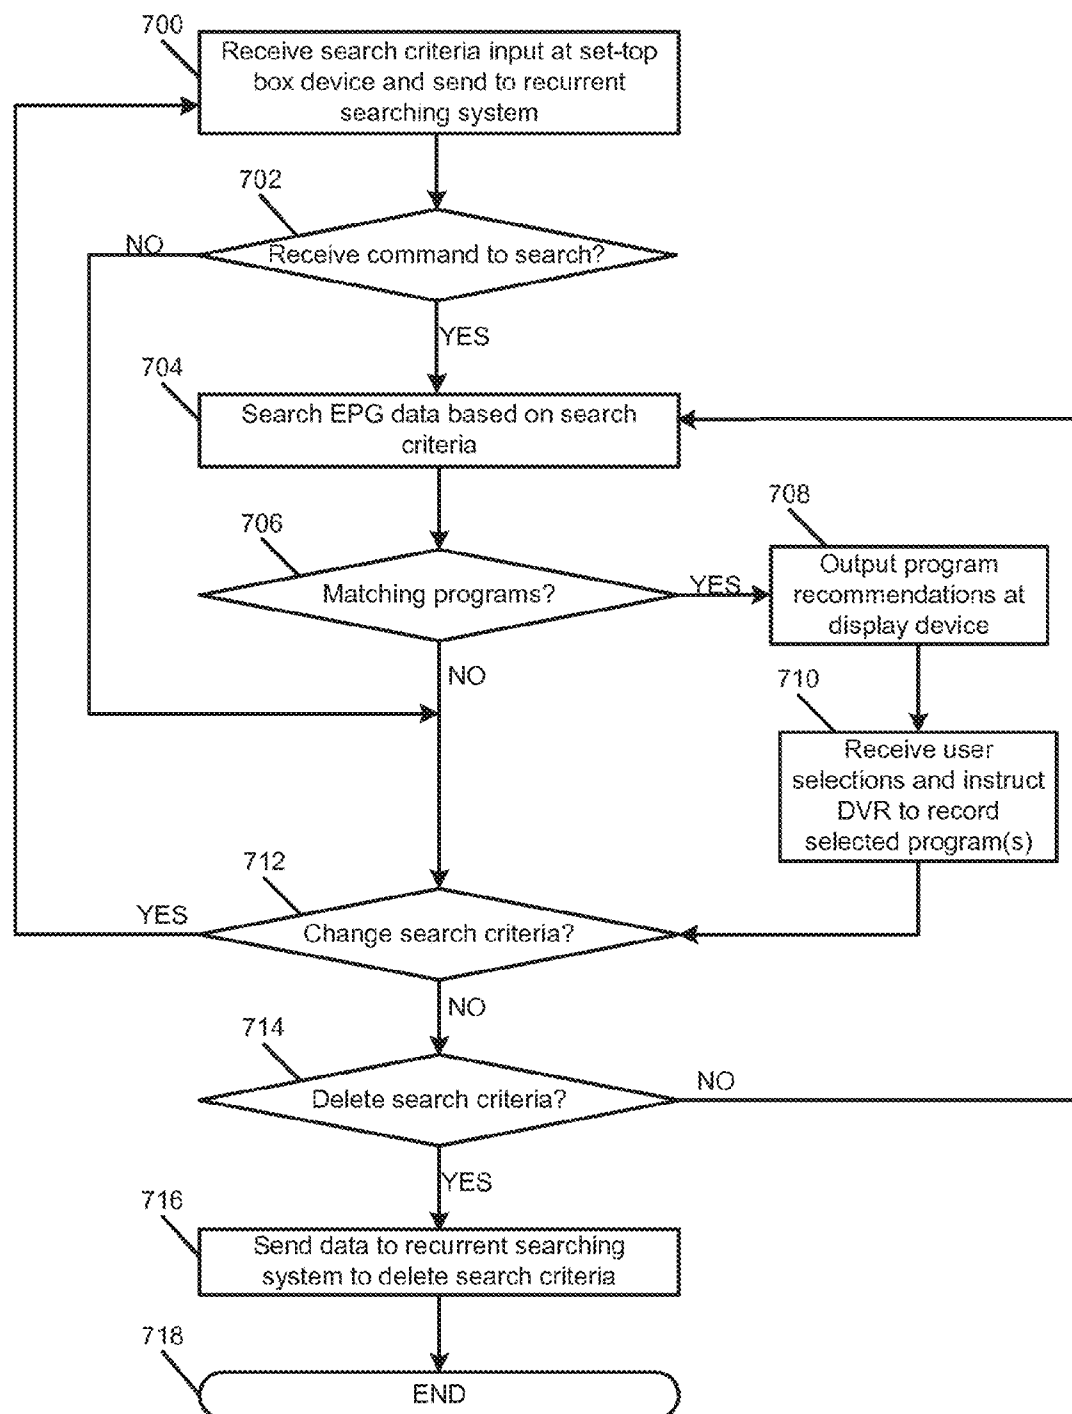 700
Receive search criteria input at set-top
box device and send to recurrent
searching system
702
NO
Receive command to search?
YES
704
Search EPG data based on search
criteria
706
Matching programs?
YES
708
Output program
recommendations at
display device
NO
710
Receive user
selections and instruct
DVR to record
selected program(s)
712
YES
Change search criteria?
NO
714
Delete search criteria?
NO
YES
716
Send data to recurrent searching
system to delete search criteria
718
END